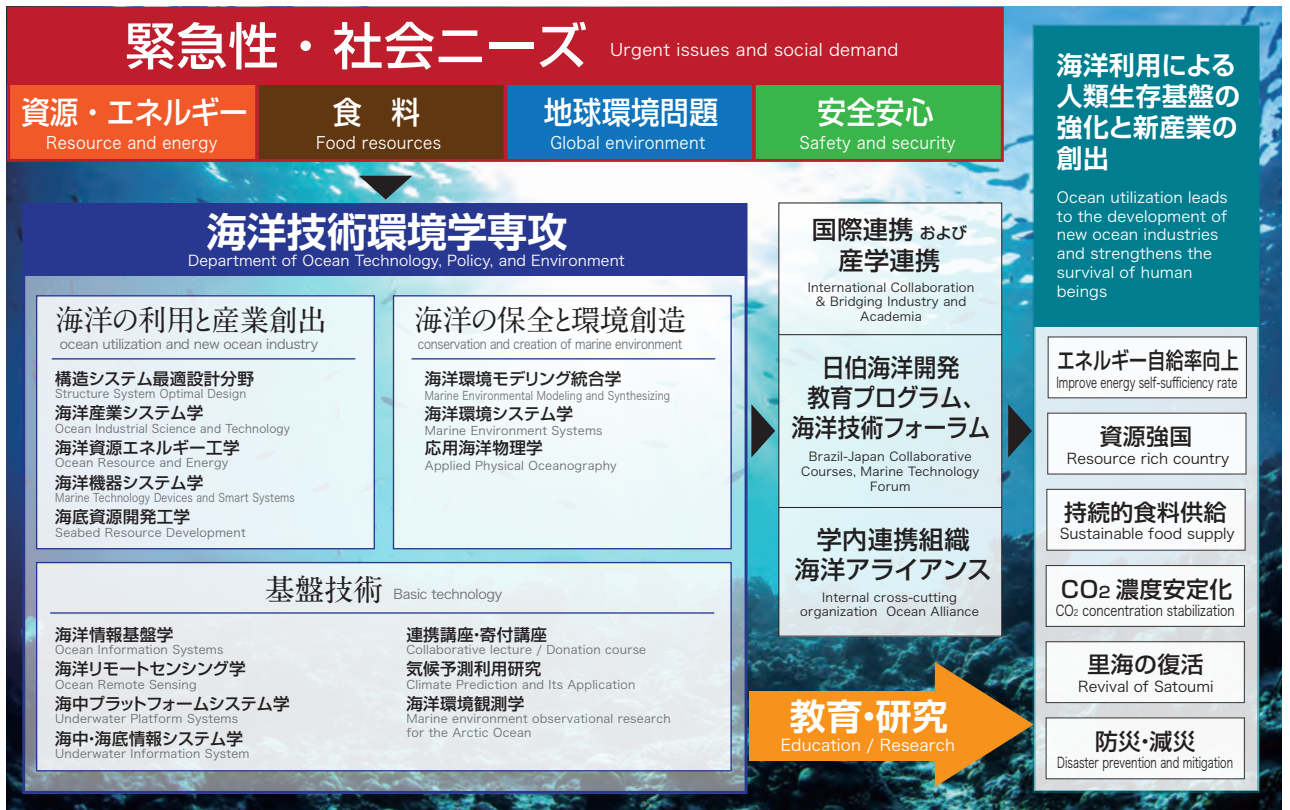 緊急性・社会ニーズ Urgent issues and social demand
資源・エネルギー
Resource and energy
食 料
Food resources
地球環境問題
Global environment
安全安心
Safety and security
海洋技術環境学専攻
Department of Ocean Technology, Policy, and Environment
海洋の利用と産業創出
ocean utilization and new ocean industry
構造システム最適設計分野
Structure System Optimal Design
海洋産業システム学
Ocean Industrial Science and Technology
海洋資源エネルギー工学
Ocean Resource and Energy
海洋機器システム学
Marine Technology Devices and Smart Systems
海底資源開発工学
Seabed Resource Development
海洋の保全と環境創造
conservation and creation of marine environment
海洋環境モデリング統合学
Marine Environmental Modeling and Synthesizing
海洋環境システム学
Marine Environment Systems
応用海洋物理学
Applied Physical Oceanography
基盤技術 Basic technology
海洋情報基盤学
Ocean Information Systems
海洋リモートセンシング学
Ocean Remote Sensing
海中プラットフォームシステム学
Underwater Platform Systems
海中・海底情報システム学
Underwater Information System
連携講座・寄付講座
Collaborative lecture / Donation course
気候予測利用研究
Climate Prediction and Its Application
海洋環境観測学
Marine environment observational research
for the Arctic Ocean
国際連携 および
産学連携
International Collaboration
& Bridging Industry and
Academia
日伯海洋開発
教育プログラム、
海洋技術フォーラム
Brazil-Japan Collaborative
Courses, Marine Technology
Forum
学内連携組織
海洋アライアンス
Internal cross-cutting
organization Ocean Alliance
教育・研究
Education / Research
海洋利用による
人類生存基盤の
強化と新産業の
創出
Ocean utilization leads
to the development of
new ocean industries
and strengthens the
survival of human
beings
エネルギー自給率向上
Improve energy self-sufficiency rate
資源強国
Resource rich country
持続的食料供給
Sustainable food supply
CO2 濃度安定化
CO2 concentration stabilization
里海の復活
Revival of Satoumi
防災・減災
Disaster prevention and mitigation